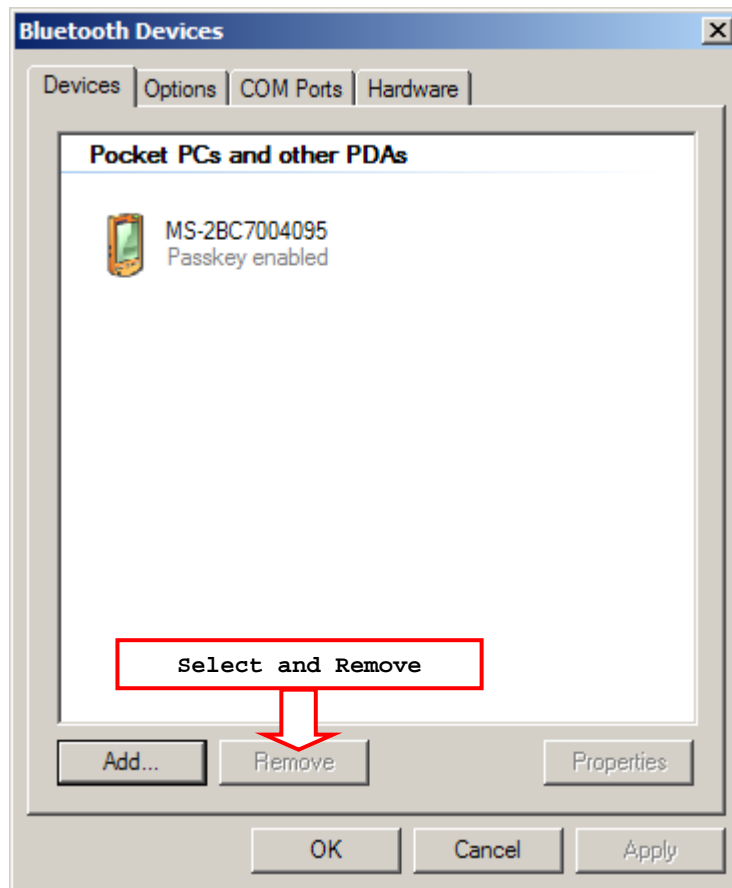 Bluetooth Devices
Devices Options COM Ports Hardware
Pocket PCs and other PDAs
MS-2BC7004095
Passkey enabled
Select and Remove
Add... Remove Properties
OK Cancel Apply